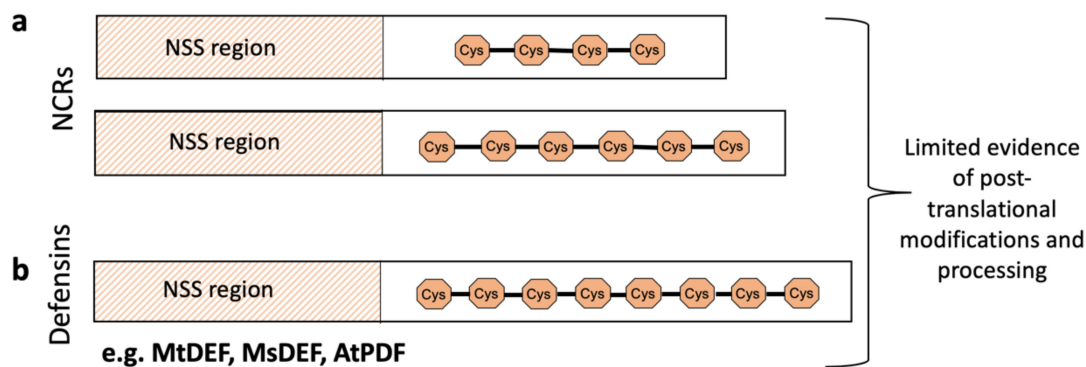 a
NCRs
NSS region
Cys Cys Cys Cys
NSS region
Cys Cys Cys Cys Cys Cys
b
Defensins
NSS region
Cys Cys Cys Cys Cys Cys Cys Cys
e.g. MtDEF, MsDEF, AtPDF
Limited evidence
of post-
translational
modifications and
processing